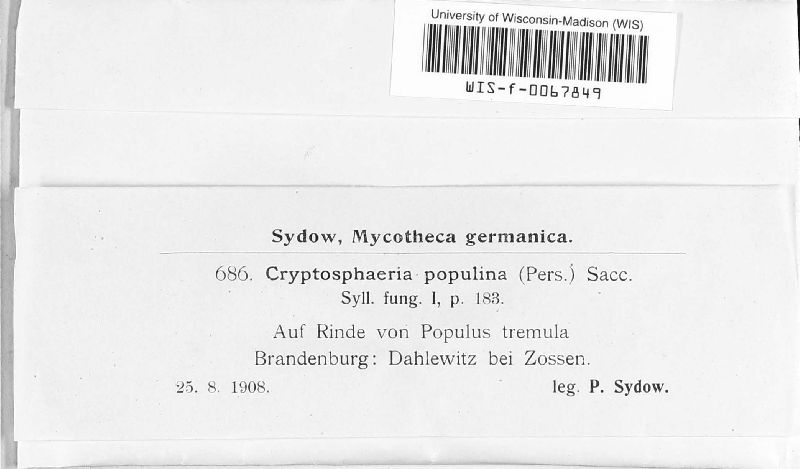 University of Wisconsin-Madison (WIS)
WIS-f-0067849
Sydow, Mycotheca germanica.
686. Cryptosphaeria populina (Pers.) Sacc.
Syll. fung. I, p. 183.
Auf Rinde von Populus tremula
Brandenburg: Dahlewitz bei Zossen.
25. 8. 1908. leg. P. Sydow.